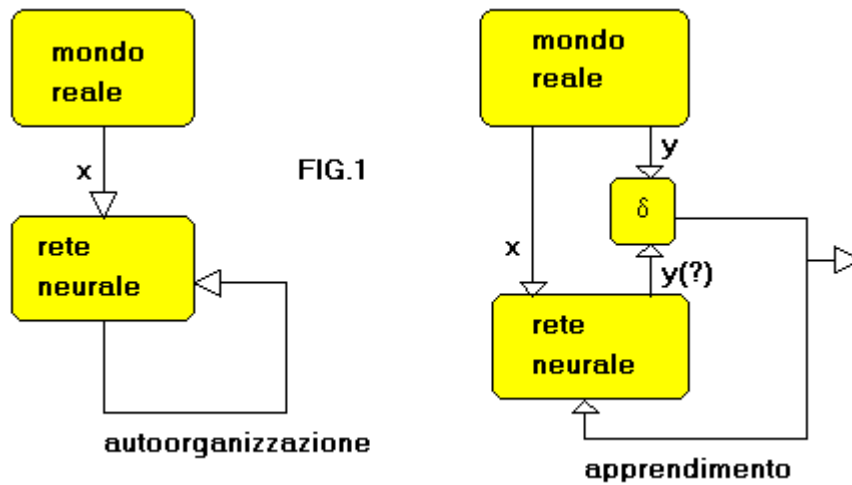 mondo
reale
x
FIG.1
rete
neurale
autoorganizzazione
mondo
reale
y
δ
x
y(?)
rete
neurale
apprendimento